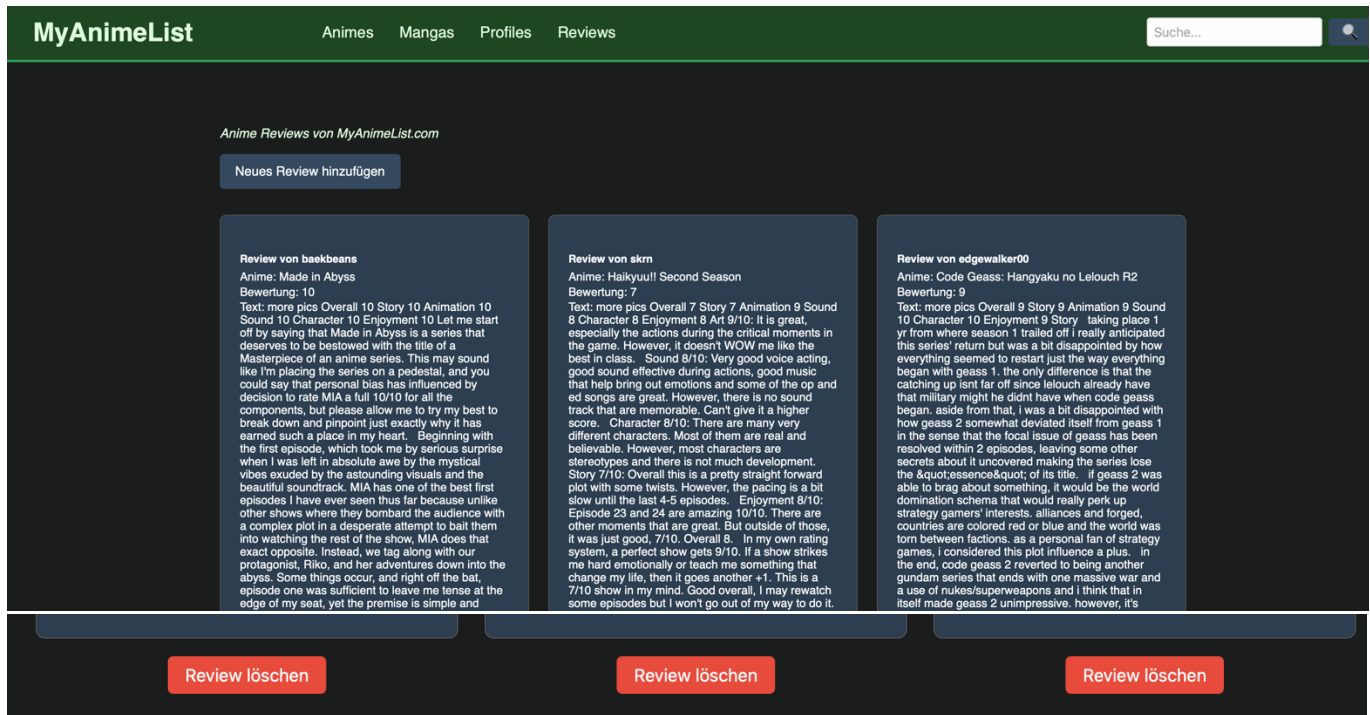 MyAnimeList
Animes Mangas Profiles Reviews
Suche...
Anime Reviews von MyAnimeList.com
Neues Review hinzufügen
Review von baekbeans
Anime: Made in Abyss
Bewertung: 10
Text: more pics Overall 10 Story 10 Animation 10
Sound 10 Character 10 Enjoyment 10 Let me start
off by saying that Made in Abyss is a series that
deserves to be bestowed with the title of a
Masterpiece of an anime series. This may sound
like I'm placing the series on a pedestal, and you
could say that personal bias has influenced by
decision to rate MIA a full 10/10 for all the
components, but please allow me to try my best to
break down and pinpoint just exactly why it has
earned such a place in my heart. Beginning with
the first episode, which took me by serious surprise
when I was left in absolute awe by the mystical
vibes exuded by the astounding visuals and the
beautiful soundtrack. MIA has one of the best first
episodes I have ever seen thus far because unlike
other shows where they bombard the audience with
a complex plot in a desperate attempt to bait them
into watching the rest of the show, MIA does that
exact opposite. Instead, we tag along with our
protagonist, Riko, and her adventures down into the
abyss. Some things occur, and right off the bat,
episode one was sufficient to leave me tense at the
edge of my seat, yet the premise is simple and
Review von skrn
Anime: Haikyuu!! Second Season
Bewertung: 7
Text: more pics Overall 7 Story 7 Animation 9 Sound
8 Character 8 Enjoyment 8 Art 9/10: It is great,
especially the actions during the critical moments in
the game. However, it doesn't WOW me like the
best in class. Sound 8/10: Very good voice acting,
good sound effective during actions, good music
that help bring out emotions and some of the op and
ed songs are great. However, there is no sound
track that are memorable. Can't give it a higher
score. Character 8/10: There are many very
different characters. Most of them are real and
believable. However, most characters are
stereotypes and there is not much development.
Story 7/10: Overall this is a pretty straight forward
plot with some twists. However, the pacing is a bit
slow until the last 4-5 episodes. Enjoyment 8/10:
Episode 23 and 24 are amazing 10/10. There are
other moments that are great. But outside of those,
it was just good, 7/10. Overall 8. In my own rating
system, a perfect show gets 9/10. If a show strikes
me hard emotionally or teach me something that
change my life, then it goes another +1. This is a
7/10 show in my mind. Good overall, I may rewatch
some episodes but I won't go out of my way to do it.
Review von edgewalker00
Anime: Code Geass: Hangyaku no Lelouch R2
Bewertung: 9
Text: more pics Overall 9 Story 9 Animation 9 Sound
10 Character 10 Enjoyment 9 Story taking place 1
yr from where season 1 trailed off i really anticipated
this series' return but was a bit disappointed by how
everything seemed to restart just the way everything
began with geass 1. the only difference is that the
catching up isnt far off since lelouch already have
that military might he didnt have when code geass
began. aside from that, i was a bit disappointed with
how geass 2 somewhat deviated itself from geass 1
in the sense that the focal issue of geass has been
resolved within 2 episodes, leaving some other
secrets about it uncovered making the series lose
the &quot;essence&quot; of its title. if geass 2 was
able to brag about something, it would be the world
domination schema that would really perk up
strategy gamers' interests. alliances and forged,
countries are colored red or blue and the world was
torn between factions. as a personal fan of strategy
games, i considered this plot influence a plus. in
the end, code geass 2 reverted to being another
gundam series that ends with one massive war and
a use of nukes/superweapons and i think that in
itself made geass 2 unimpressive. however, it's
Review löschen
Review löschen
Review löschen